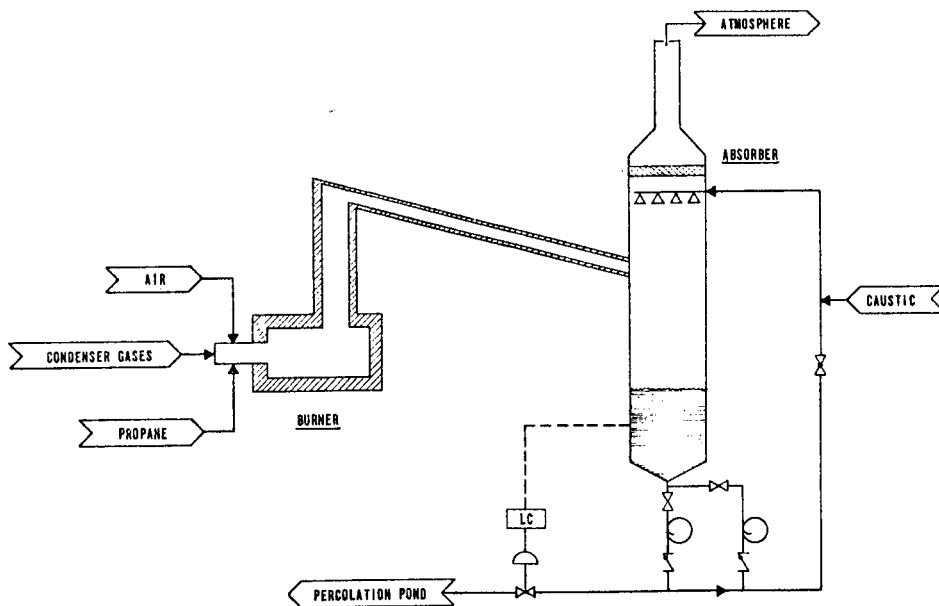 ATMOSPHERE
ABSORBER
AIR
CAUSTIC
CONDENSER GASES
PROPANE
BURNER
LC
PERCOLATION POND